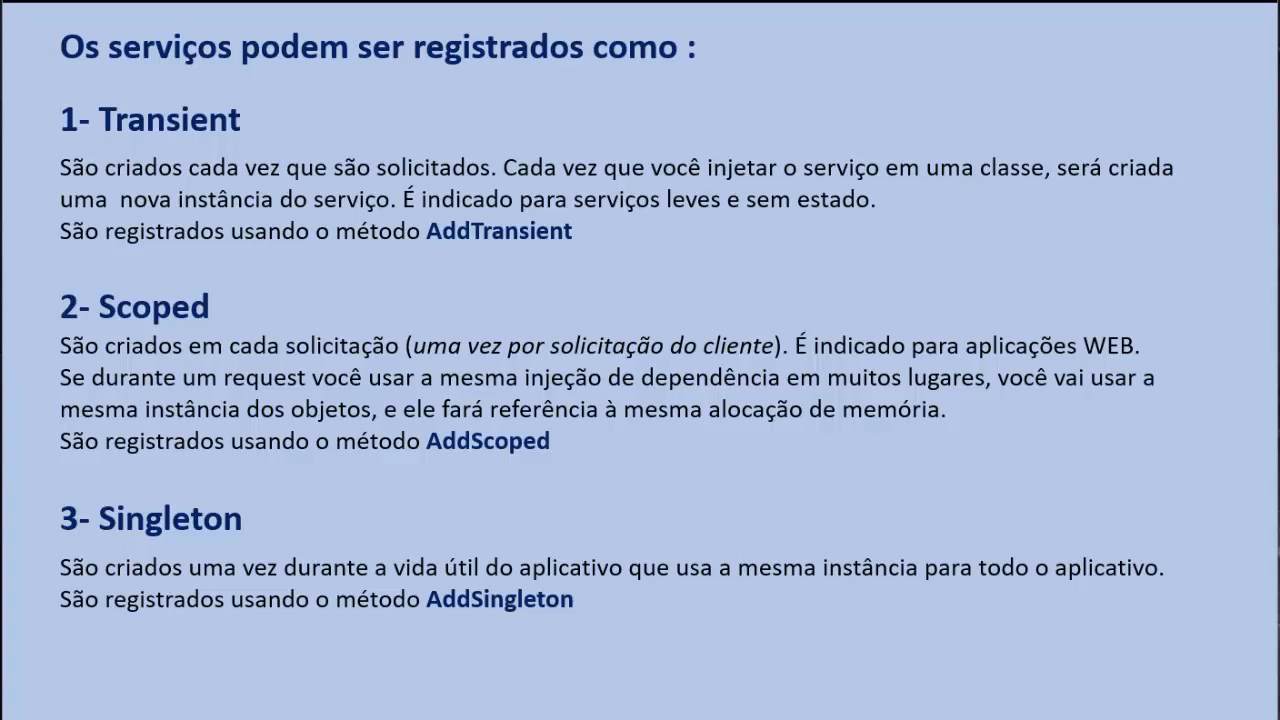 Os serviços podem ser registrados como :
1- Transient
São criados cada vez que são solicitados. Cada vez que você injetar o serviço em uma classe, será criada
uma  nova instância do serviço. É indicado para serviços leves e sem estado.
São registrados usando o método AddTransient
2- Scoped
São criados em cada solicitação (uma vez por solicitação do cliente). É indicado para aplicações WEB.
Se durante um request você usar a mesma injeção de dependência em muitos lugares, você vai usar a
mesma instância dos objetos, e ele fará referência à mesma alocação de memória.
São registrados usando o método AddScoped
3- Singleton
São criados uma vez durante a vida útil do aplicativo que usa a mesma instância para todo o aplicativo.
São registrados usando o método AddSingleton